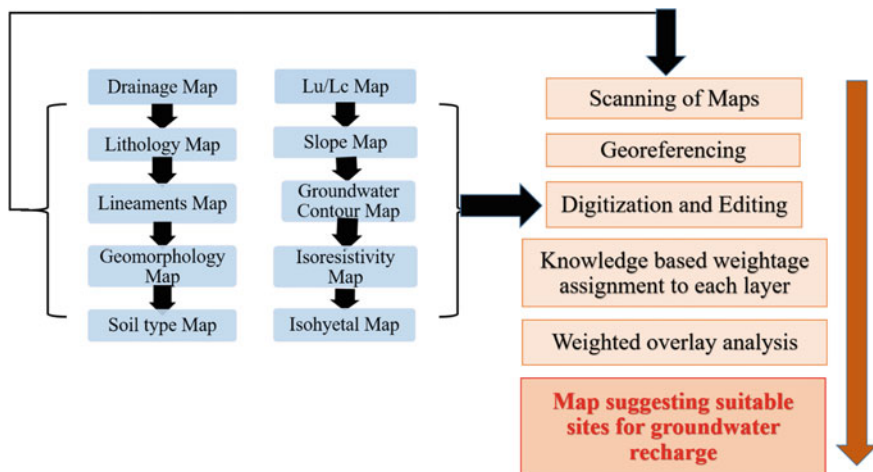 Drainage Map
Lithology Map
Lineaments Map
Geomorphology
Map
Soil type Map
Lu/Lc Map
Slope Map
Groundwater
Contour Map
Isoresistivity
Map
Isohyetal Map
Scanning of Maps
Georeferencing
Digitization and Editing
Knowledge based weightage
assignment to each layer
Weighted overlay analysis
Map suggesting suitable
sites for groundwater
recharge